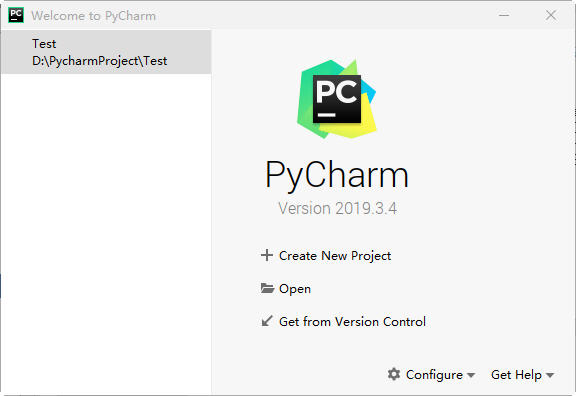 Welcome to PyCharm
Test
D:\PycharmProject\Test
PC
PyCharm
Version 2019.3.4
Create New Project
Open
Get from Version Control
Configure
Get Help